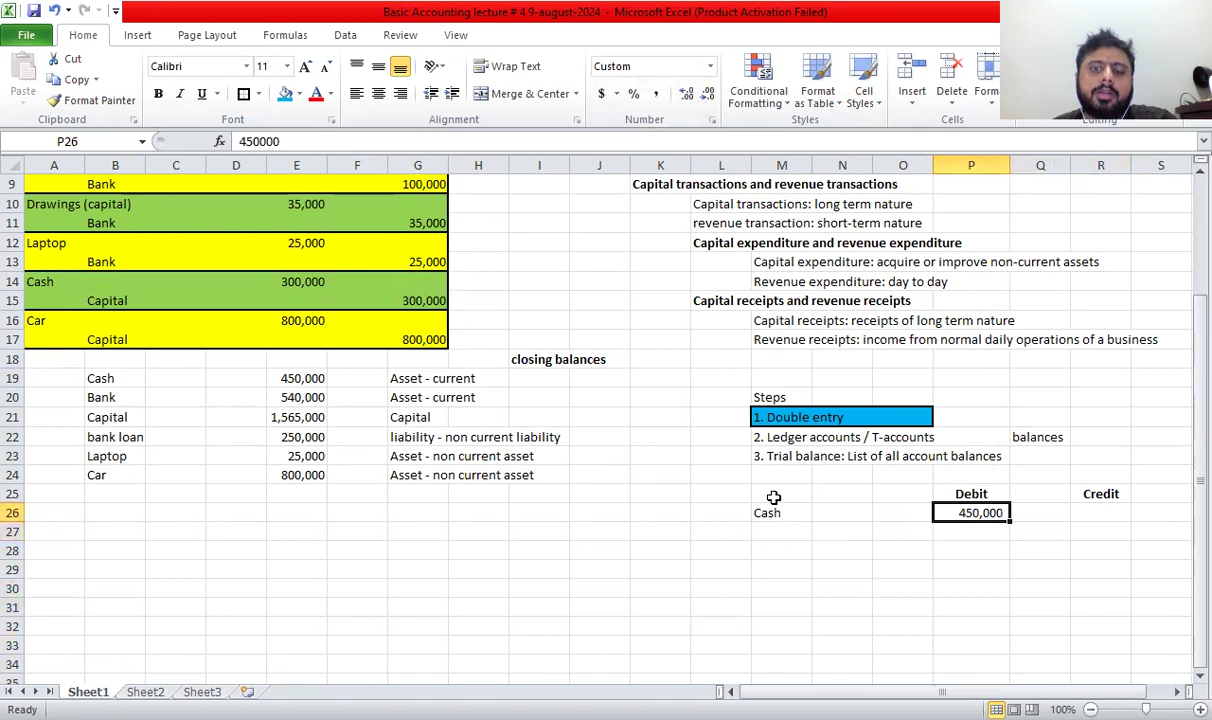 Basic Accounting lecture # 4 9-august-2024 - Microsoft Excel (Product Activation Failed)
File Home Insert Page Layout Formulas Data Review View
Paste Cut Copy Format Painter
Calibri 11
B I U A
Wrap Text
Merge & Center
Custom
$ % ,
Conditional Formatting Format as Table Cell Styles
Insert Delete
Clipboard Font Alignment Number Styles Cells
P26 fx 450000
A B C D E F G H I J K L M N O P Q R S
9 Bank 100,000 Capital transactions and revenue transactions
10 Drawings (capital) 35,000 Capital transactions: long term nature
11 Bank 35,000 revenue transaction: short-term nature
12 Laptop 25,000 Capital expenditure and revenue expenditure
13 Bank 25,000 Capital expenditure: acquire or improve non-current assets
14 Cash 300,000 Revenue expenditure: day to day
15 Capital 300,000 Capital receipts and revenue receipts
16 Car 800,000 Capital receipts: receipts of long term nature
17 Capital 800,000 Revenue receipts: income from normal daily operations of a business
18 closing balances
19 Cash 450,000 Asset - current
20 Bank 540,000 Asset - current Steps
21 Capital 1,565,000 Capital 1. Double entry
22 bank loan 250,000 liability - non current liability 2. Ledger accounts / T-accounts balances
23 Laptop 25,000 Asset - non current asset 3. Trial balance: List of all account balances
24 Car 800,000 Asset - non current asset
25 Debit Credit
26 Cash 450,000
27
28
29
30
31
32
33
34
Sheet1 Sheet2 Sheet3
Ready 100%